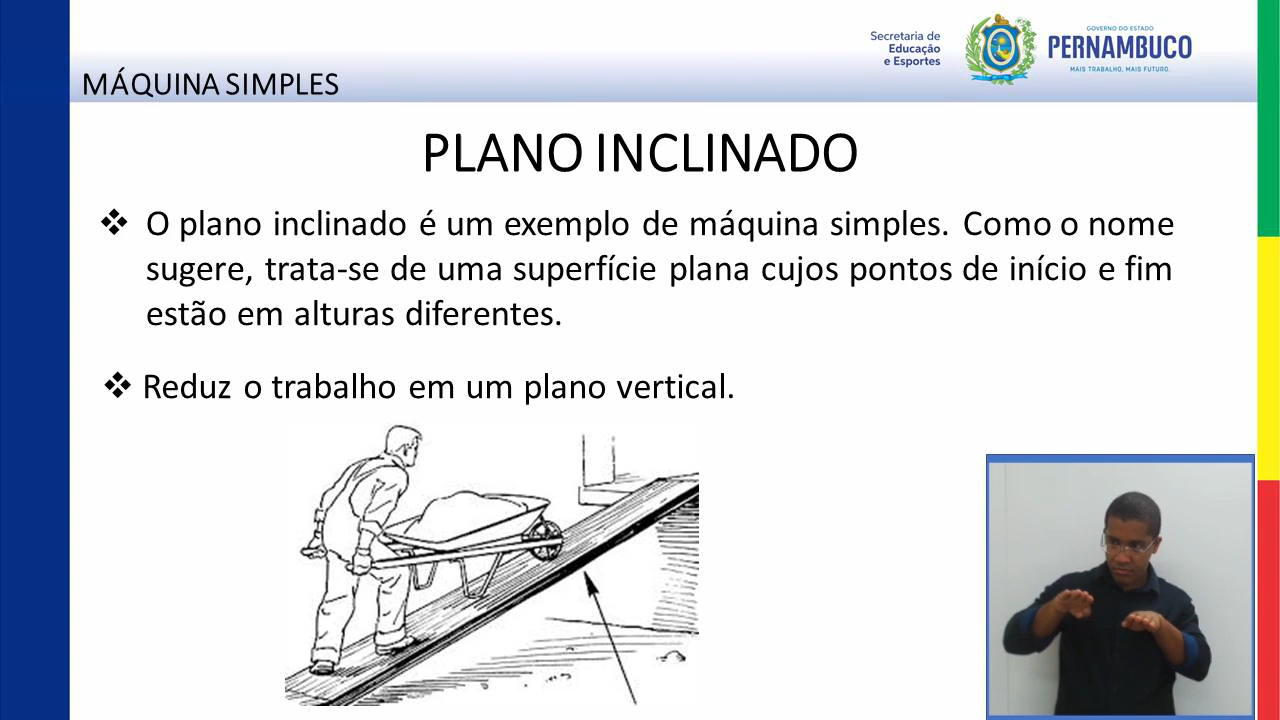 Secretaria de
Educação
e Esportes
GOVERNO DO ESTADO
PERNAMBUCO
MAIS TRABALHO, MAIS FUTURO.
MÁQUINA SIMPLES
PLANO INCLINADO
❖ O plano inclinado é um exemplo de máquina simples. Como o nome
sugere, trata-se de uma superfície plana cujos pontos de início e fim
estão em alturas diferentes.
❖ Reduz o trabalho em um plano vertical.